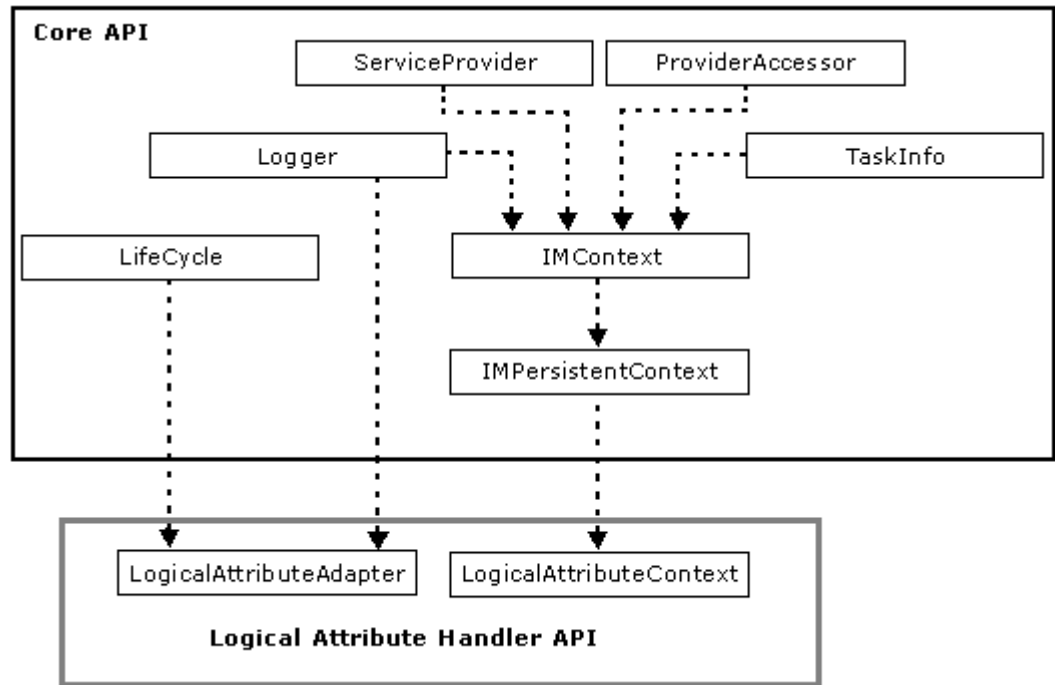 Core API
ServiceProvider
ProviderAccessor
Logger
TaskInfo
LifeCycle
IMContext
IMPersistentContext
LogicalAttributeAdapter
LogicalAttributeContext
Logical Attribute Handler API